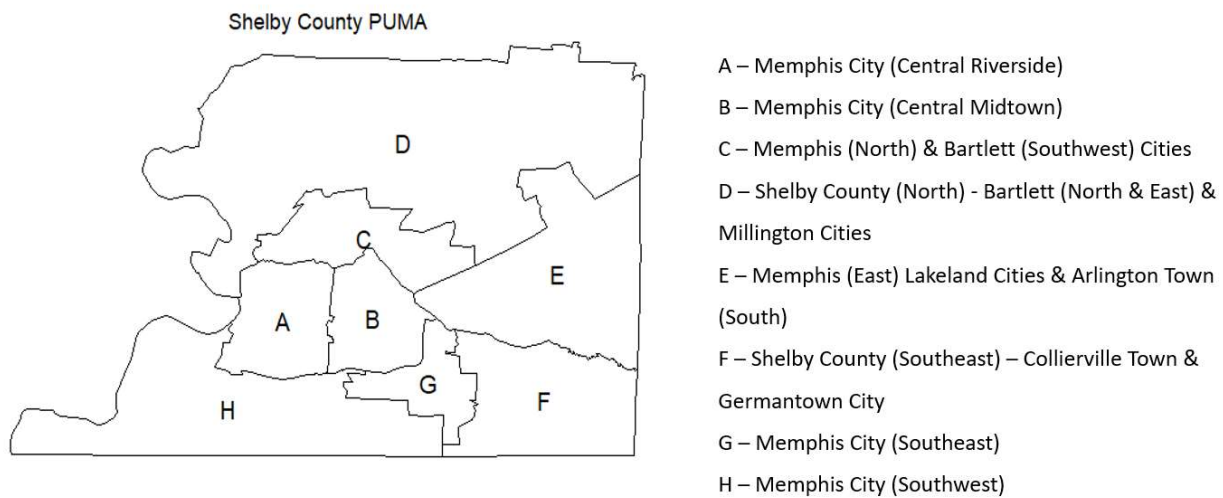 Shelby County PUMA
D
C
E
A
B
G
F
H
A – Memphis City (Central Riverside)
B – Memphis City (Central Midtown)
C – Memphis (North) & Bartlett (Southwest) Cities
D – Shelby County (North) - Bartlett (North & East) &
Millington Cities
E – Memphis (East) Lakeland Cities & Arlington Town
(South)
F – Shelby County (Southeast) – Collierville Town &
Germantown City
G – Memphis City (Southeast)
H – Memphis City (Southwest)